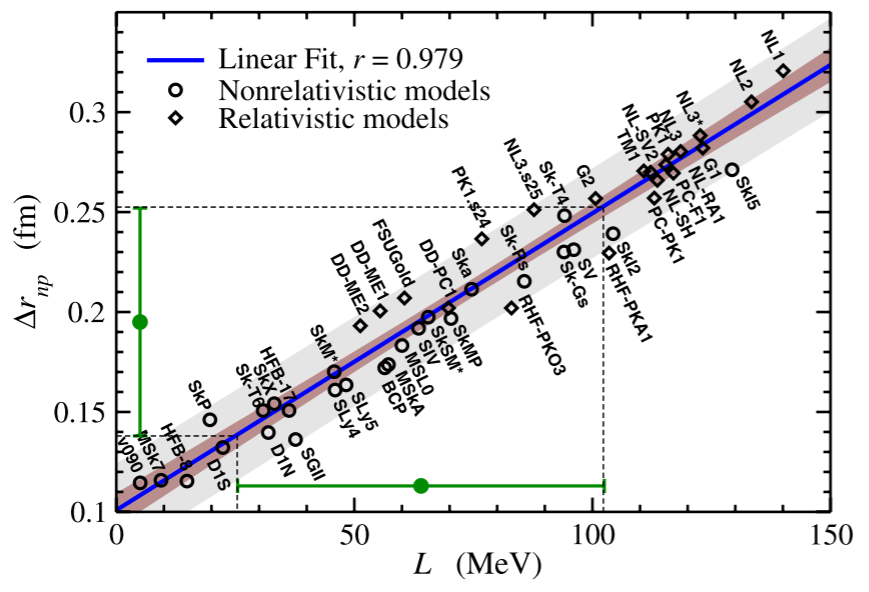 Linear Fit, r = 0.979
Nonrelativistic models
Relativistic models
Δr_np (fm)
0.3
0.25
0.2
0.15
0.1
0
50
100
150
L (MeV)
v090
MSk7
HFB-8
SkP
D1S
Sk-T6
SkX
HFB-17
D1N
SGII
SkM*
SLy4
SLy5
DD-ME2
DD-ME1
FSUGold
BCP
MSkA
MSL0
SIV
SkSM*
SkMP
DD-PC1
Ska
PK1.s24
Sk-Rs
RHF-PKO3
NL3.s25
Sk-T4
G2
Sk-Gs
SV
SkI2
RHF-PKA1
TM1
NL-SV2
PK1
NL3
NL3*
PC-PK1
NL-SH
PC-F1
NL-RA1
G1
SkI5
NL2
NL1